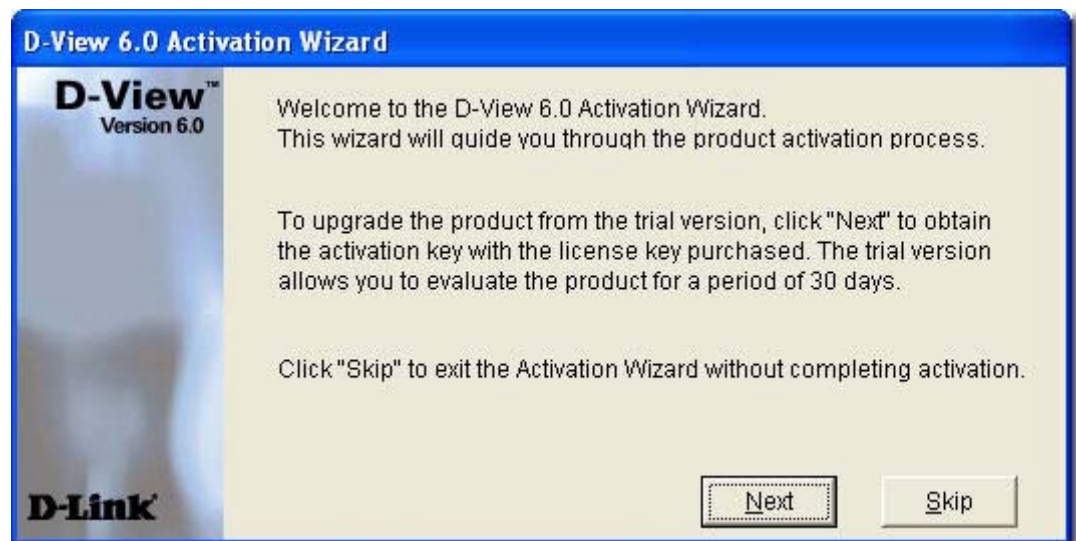 D-View 6.0 Activation Wizard
D-View™
Version 6.0
Welcome to the D-View 6.0 Activation Wizard.
This wizard will guide you through the product activation process.
To upgrade the product from the trial version, click "Next" to obtain
the activation key with the license key purchased. The trial version
allows you to evaluate the product for a period of 30 days.
Click "Skip" to exit the Activation Wizard without completing activation.
D-Link
Next
Skip